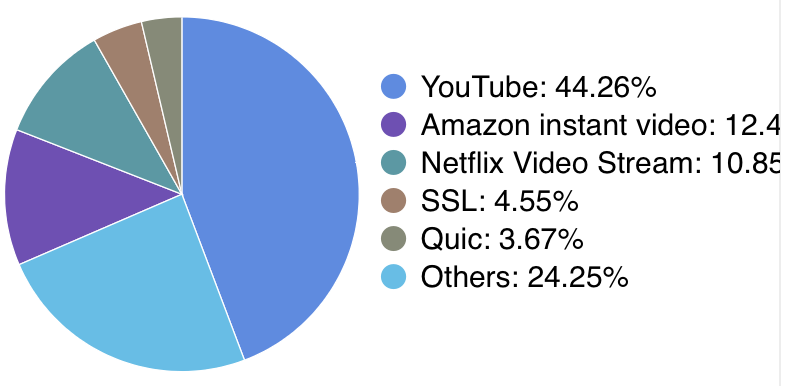 YouTube: 44.26%
Amazon instant video: 12.4
Netflix Video Stream: 10.85
SSL: 4.55%
Quic: 3.67%
Others: 24.25%